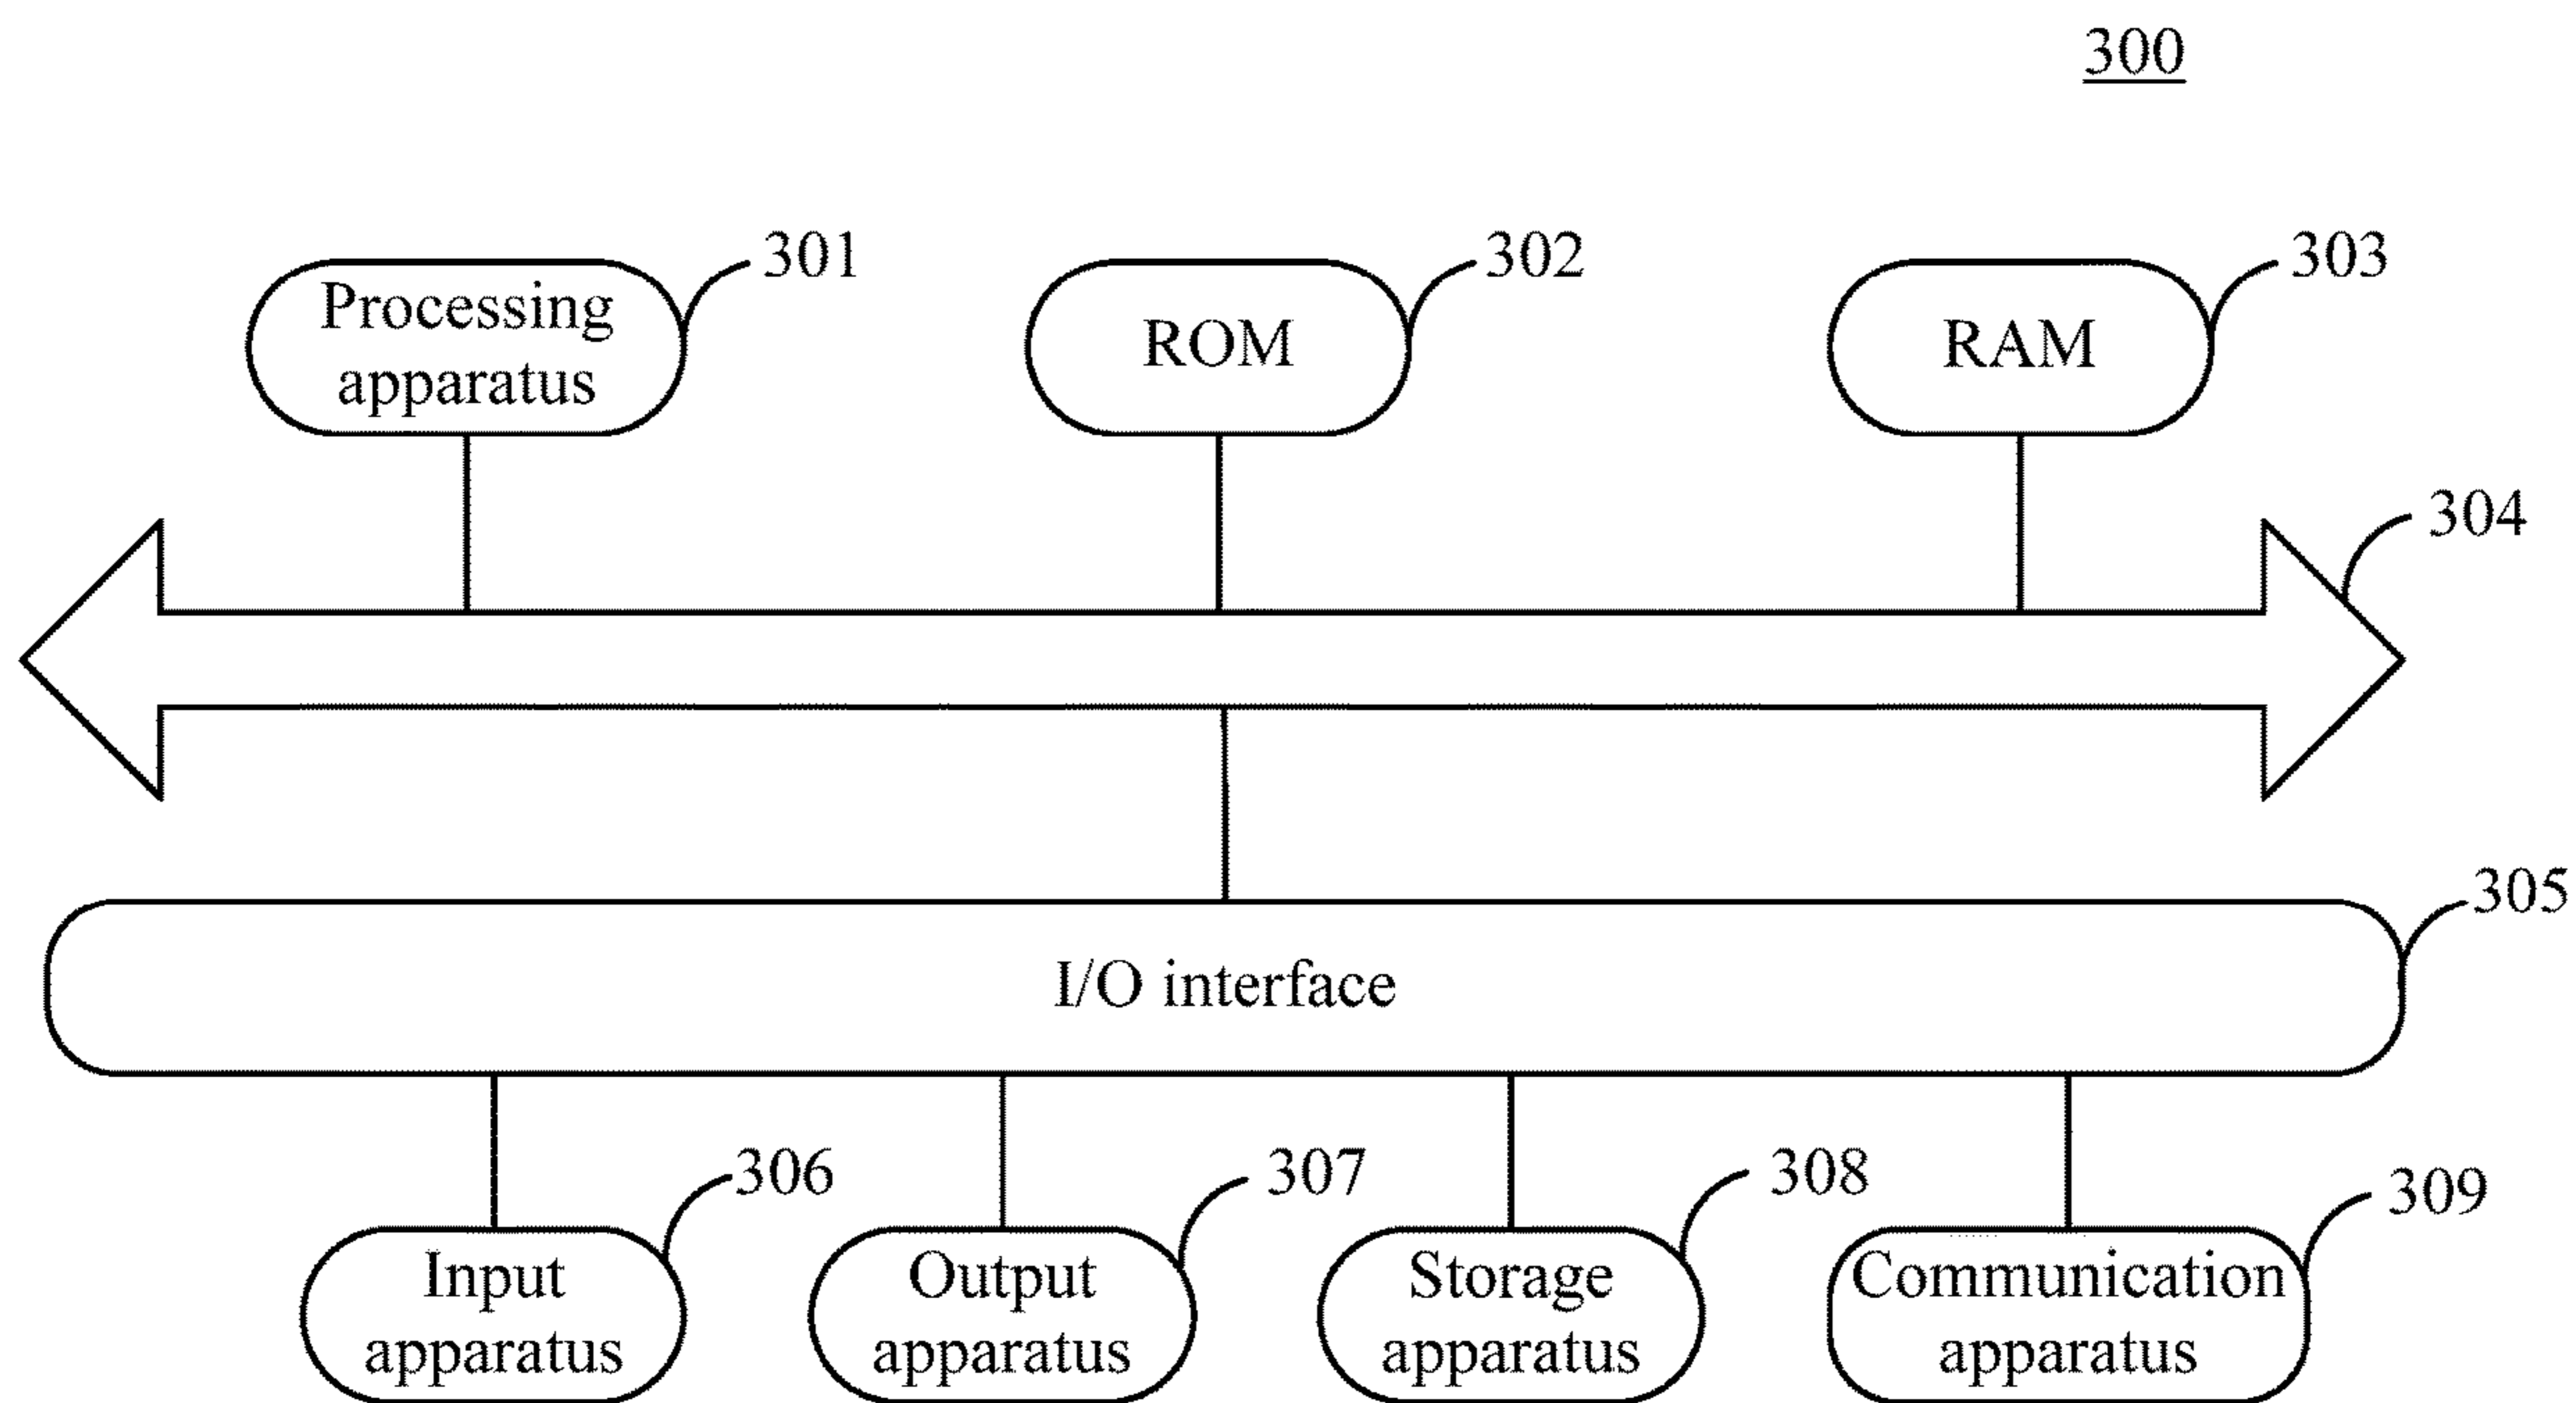 300
301
302
303
Processing
apparatus
ROM
RAM
304
305
I/O interface
306
307
308
309
Input
apparatus
Output
apparatus
Storage
apparatus
Communication
apparatus